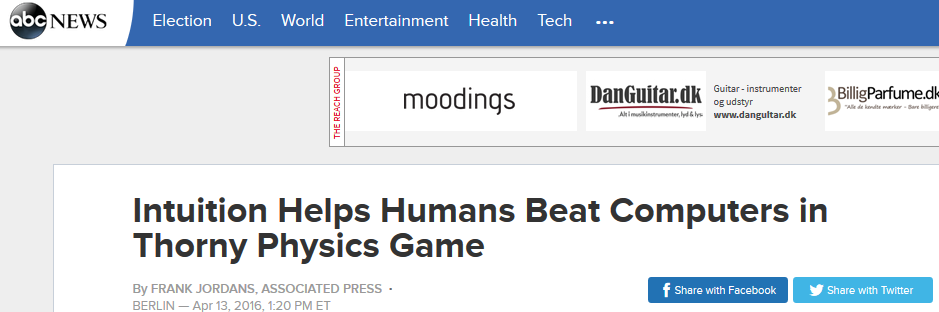 abc NEWS
Election U.S. World Entertainment Health Tech ...
THE REACH GROUP
moodings
DanGuitar.dk
.Alt i musikinstrumenter, lyd & lys
Guitar - instrumenter
og udstyr
www.danguitar.dk
BilligParfume.dk
"Alle de kendte mærker - Bare billigere
Intuition Helps Humans Beat Computers in
Thorny Physics Game
By FRANK JORDANS, ASSOCIATED PRESS •
BERLIN — Apr 13, 2016, 1:20 PM ET
Share with Facebook
Share with Twitter